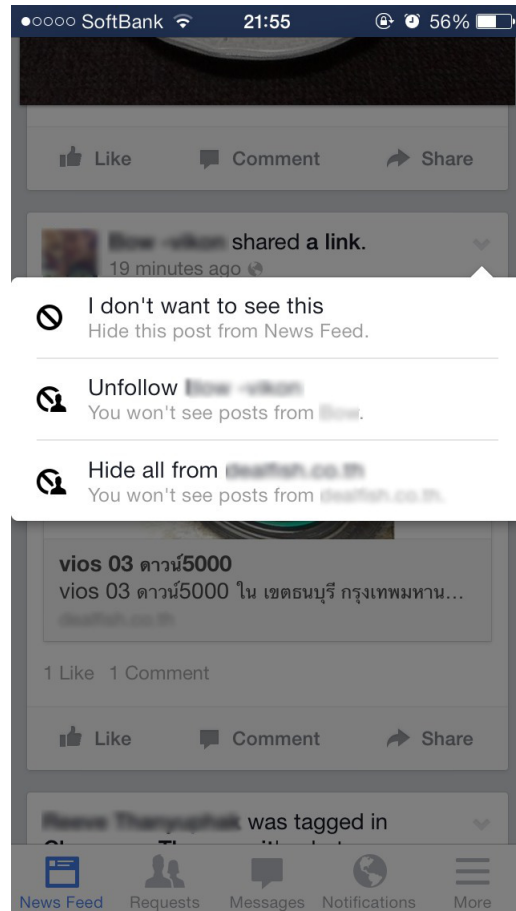 SoftBank 21:55 56%
Like Comment Share
shared a link.
19 minutes ago
I don't want to see this
Hide this post from News Feed.
Unfollow
You won't see posts from
Hide all from
You won't see posts from
vios 03 ดาวน์5000
vios 03 ดาวน์5000 ใน เขตธนบุรี กรุงเทพมหาน...
1 Like 1 Comment
Like Comment Share
was tagged in
News Feed Requests Messages Notifications More